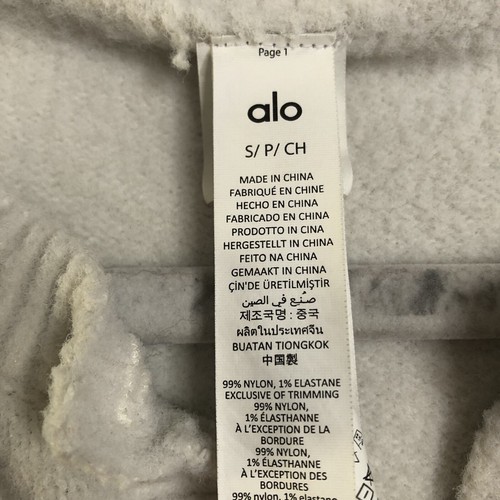 Page 1
alo
S/ P/ CH
MADE IN CHINA
FABRIQUÉ EN CHINE
HECHO EN CHINA
FABRICADO EN CHINA
PRODOTTO IN CINA
HERGESTELLT IN CHINA
FEITO NA CHINA
GEMAAKT IN CHINA
ÇİN'DE ÜRETİLMİŞTİR
صُنِع في الصين
제조국명 : 중국
ผลิตในประเทศจีน
BUATAN TIONGKOK
中国製
99% NYLON, 1% ELASTANE
EXCLUSIVE OF TRIMMING
99% NYLON,
1% ÉLASTHANNE
À L'EXCEPTION DE LA
BORDURE
99% NYLON,
1% ÉLASTHANNE
À L'EXCEPTION DES
BORDURES
99% nylon, 1% elastane